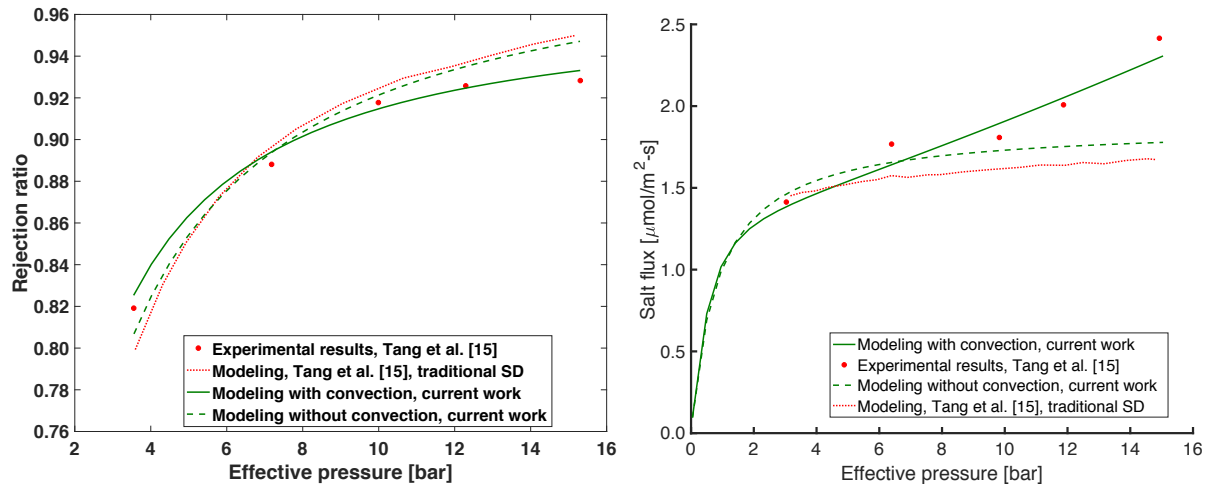 0.96
0.94
0.92
0.90
0.88
0.86
0.84
0.82
0.80
0.78
0.76
Rejection ratio
Experimental results, Tang et al. [15]
Modeling, Tang et al. [15], traditional SD
Modeling with convection, current work
Modeling without convection, current work
2 4 6 8 10 12 14 16
Effective pressure [bar]
2.5
2.0
1.5
1.0
0.5
0.0
Salt flux [μmol/m²-s]
Modeling with convection, current work
Experimental results, Tang et al. [15]
Modeling without convection, current work
Modeling, Tang et al. [15], traditional SD
0 2 4 6 8 10 12 14 16
Effective pressure [bar]